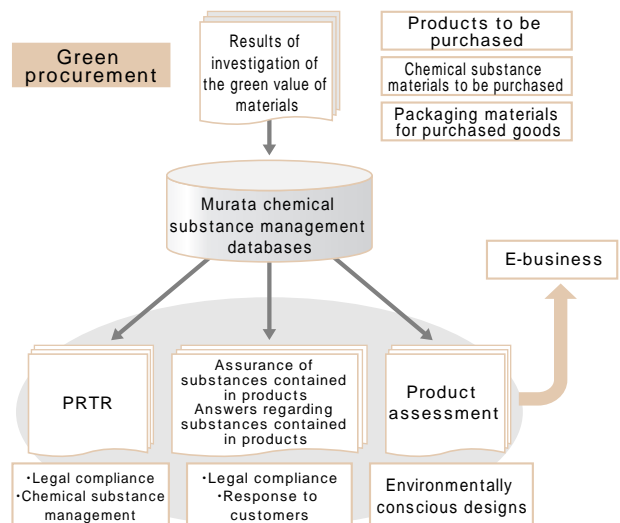 Green
procurement
Results of
investigation of
the green value of
materials
Products to be
purchased
Chemical substance
materials to be purchased
Packaging materials
for purchased goods
Murata chemical
substance management
databases
E-business
PRTR
Assurance of
substances contained
in products
Answers regarding
substances contained
in products
Product
assessment
・Legal compliance
・Chemical substance
management
・Legal compliance
・Response to
customers
Environmentally
conscious designs